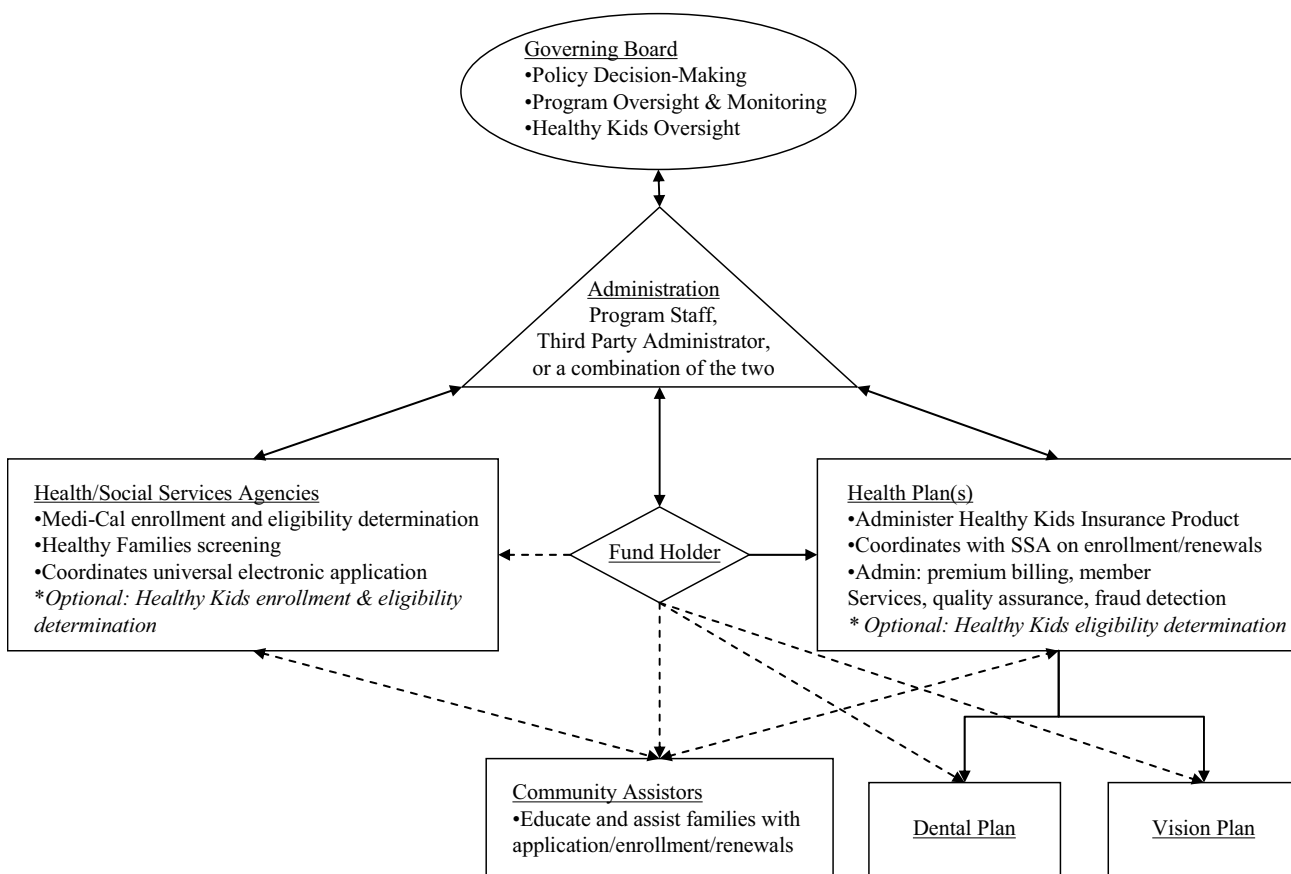 Governing Board
•Policy Decision-Making
•Program Oversight & Monitoring
•Healthy Kids Oversight
Administration
Program Staff,
Third Party Administrator,
or a combination of the two
Health/Social Services Agencies
•Medi-Cal enrollment and eligibility determination
•Healthy Families screening
•Coordinates universal electronic application
*Optional: Healthy Kids enrollment & eligibility
determination
Fund Holder
Health Plan(s)
•Administer Healthy Kids Insurance Product
•Coordinates with SSA on enrollment/renewals
•Admin: premium billing, member
Services, quality assurance, fraud detection
* Optional: Healthy Kids eligibility determination
Community Assistors
•Educate and assist families with
application/enrollment/renewals
Dental Plan
Vision Plan